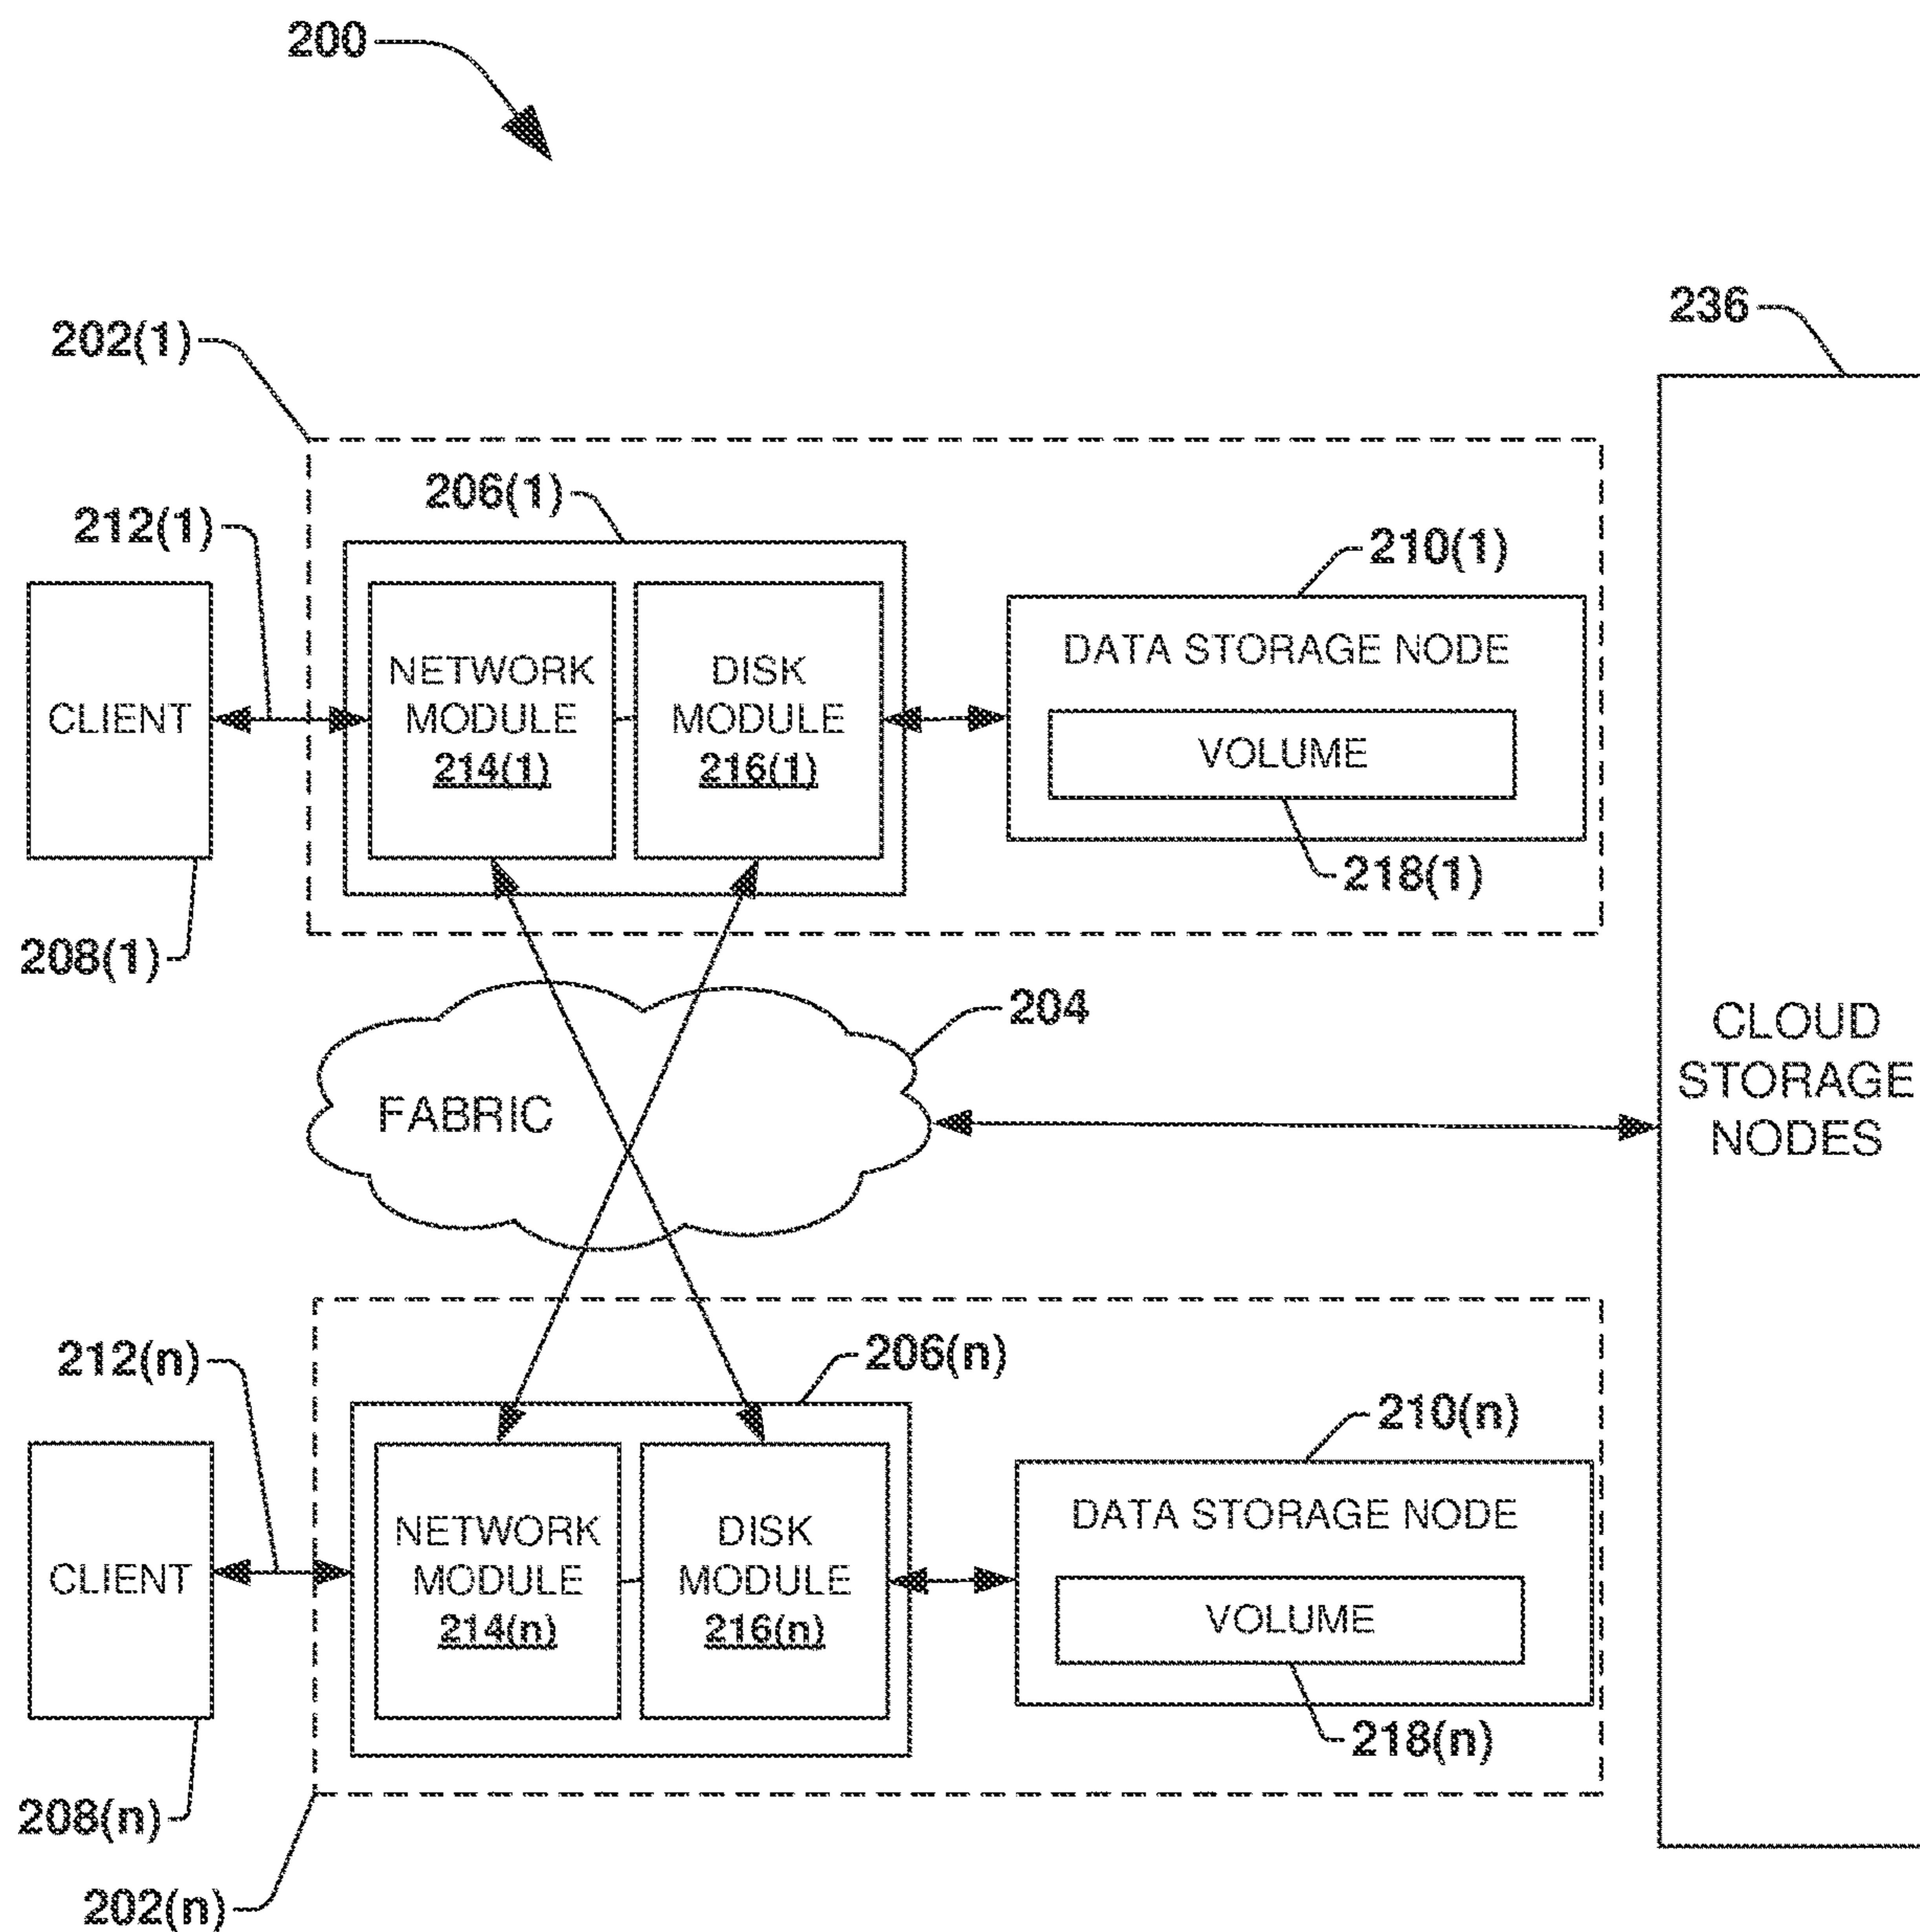 200
236
202(1)
206(1)
212(1)
210(1)
CLIENT
NETWORK
MODULE
214(1)
DISK
MODULE
216(1)
DATA STORAGE NODE
VOLUME
218(1)
208(1)
204
FABRIC
CLOUD
STORAGE
NODES
212(n)
206(n)
210(n)
CLIENT
NETWORK
MODULE
214(n)
DISK
MODULE
216(n)
DATA STORAGE NODE
VOLUME
218(n)
208(n)
202(n)